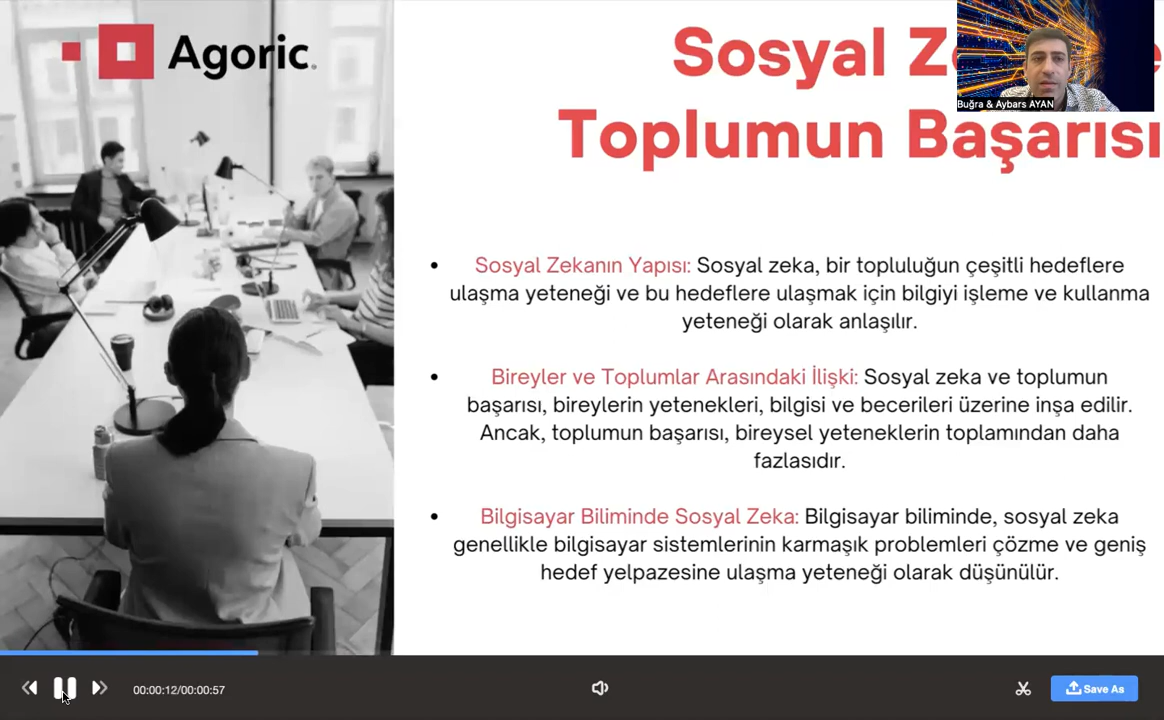 Agoric.
Sosyal Ze
Toplumun Başarısı
Buğra & Aybars AYAN
Sosyal Zekanın Yapısı: Sosyal zeka, bir topluluğun çeşitli hedeflere
ulaşma yeteneği ve bu hedeflere ulaşmak için bilgiyi işleme ve kullanma
yeteneği olarak anlaşılır.
Bireyler ve Toplumlar Arasındaki İlişki: Sosyal zeka ve toplumun
başarısı, bireylerin yetenekleri, bilgisi ve becerileri üzerine inşa edilir.
Ancak, toplumun başarısı, bireysel yeteneklerin toplamından daha
fazlasıdır.
Bilgisayar Biliminde Sosyal Zeka: Bilgisayar biliminde, sosyal zeka
genellikle bilgisayar sistemlerinin karmaşık problemleri çözme ve geniş
hedef yelpazesine ulaşma yeteneği olarak düşünülür.
00:00:12/00:00:57
Save As